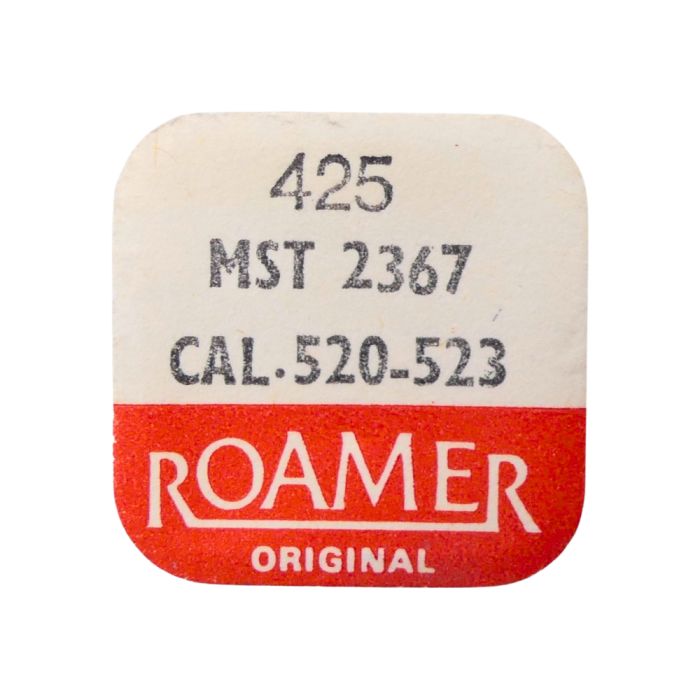 425
MST 2367
CAL.520-523
ROAMER
ORIGINAL